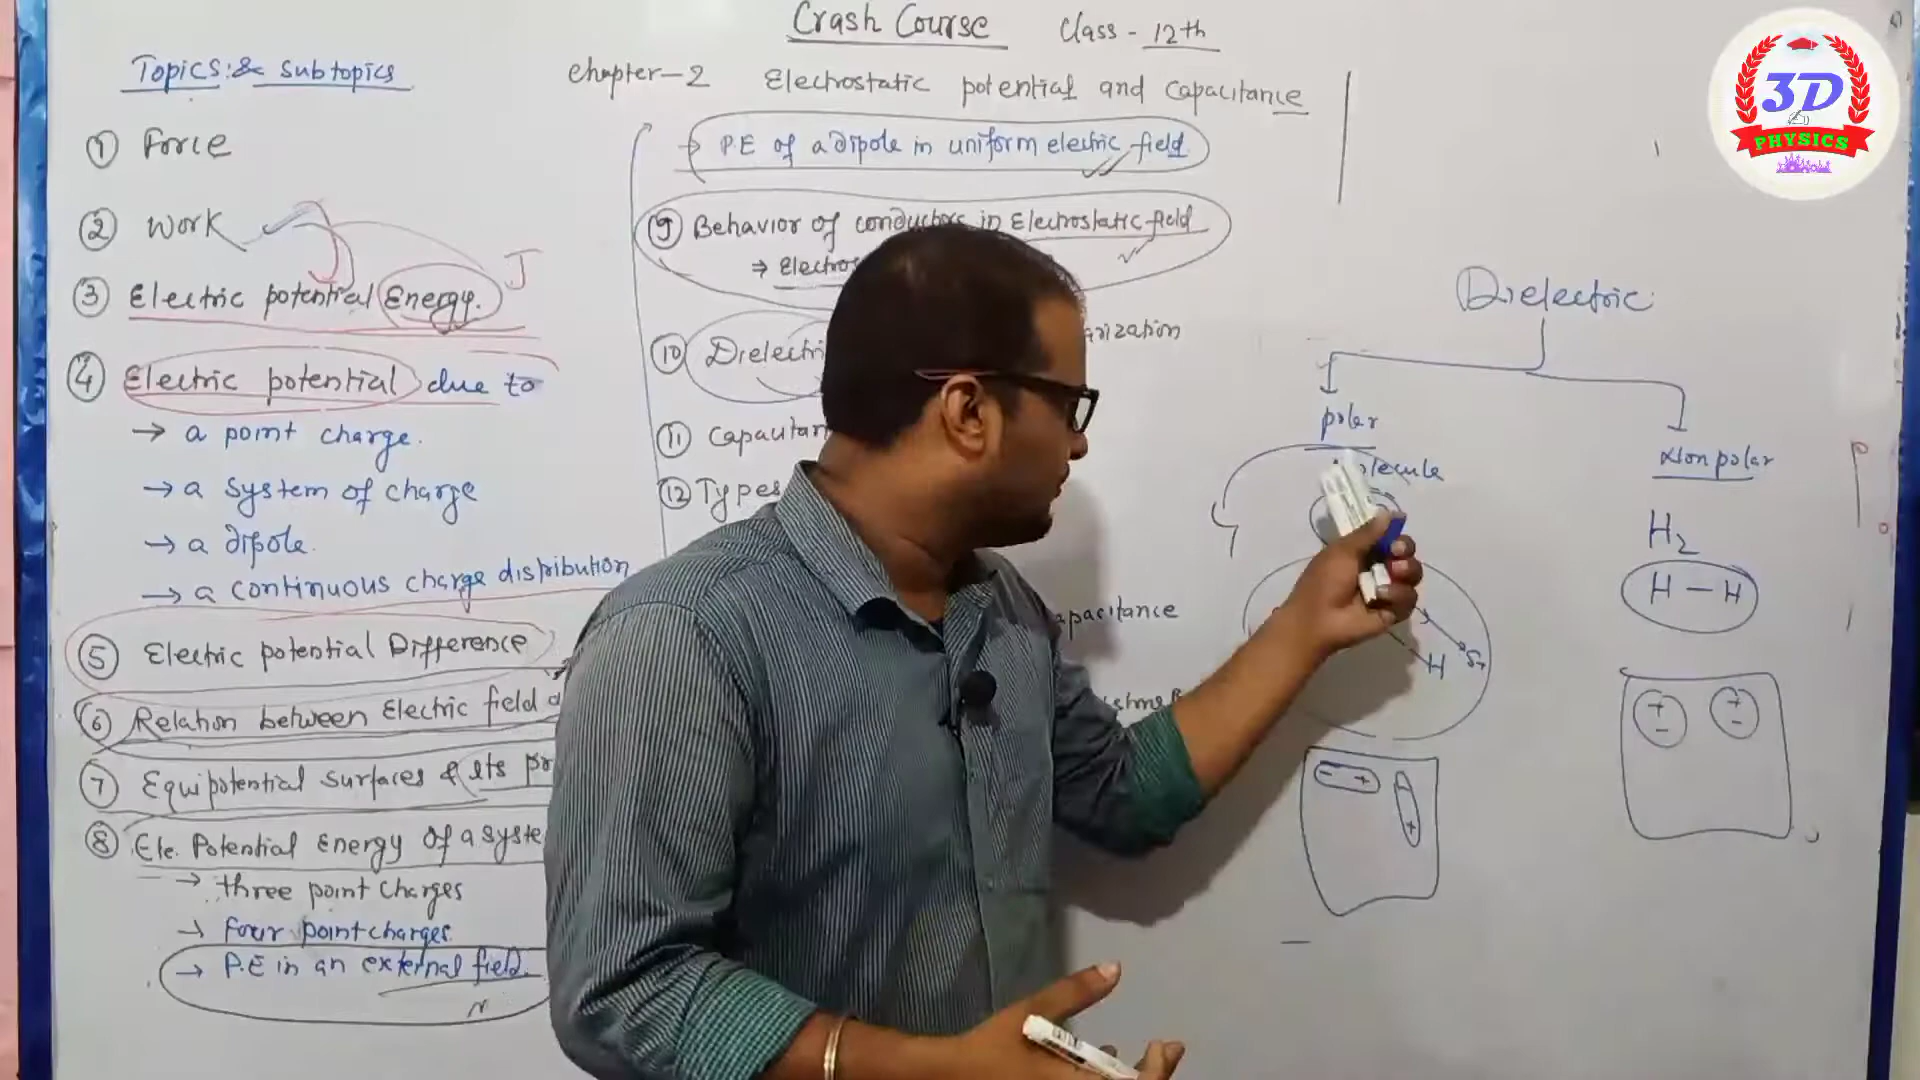 Crash Course Class - 12th
Chapter-2 Electrostatic potential and Capacitance
Topics & subtopics
① Force
② Work
J
③ Electric potential Energy.
J
④ Electric potential due to
→ a point charge.
→ a system of charge
→ a dipole.
→ a continuous charge distribution
⑤ Electric potential Difference
⑥ Relation between Electric field
⑦ Equipotential surfaces & its
⑧ Ele. Potential Energy of a
→ three point charges
→ four point charges.
→ P.E in an external field.
→ P.E of a dipole in uniform electric field.
⑨ Behavior of conductors in Electrostatic field
⇒
⑩
⑪
⑫ Types
Dielectric
polar
Non polar
H2
H - H
H
+ +
- -
- +
+
3D
PHYSICS